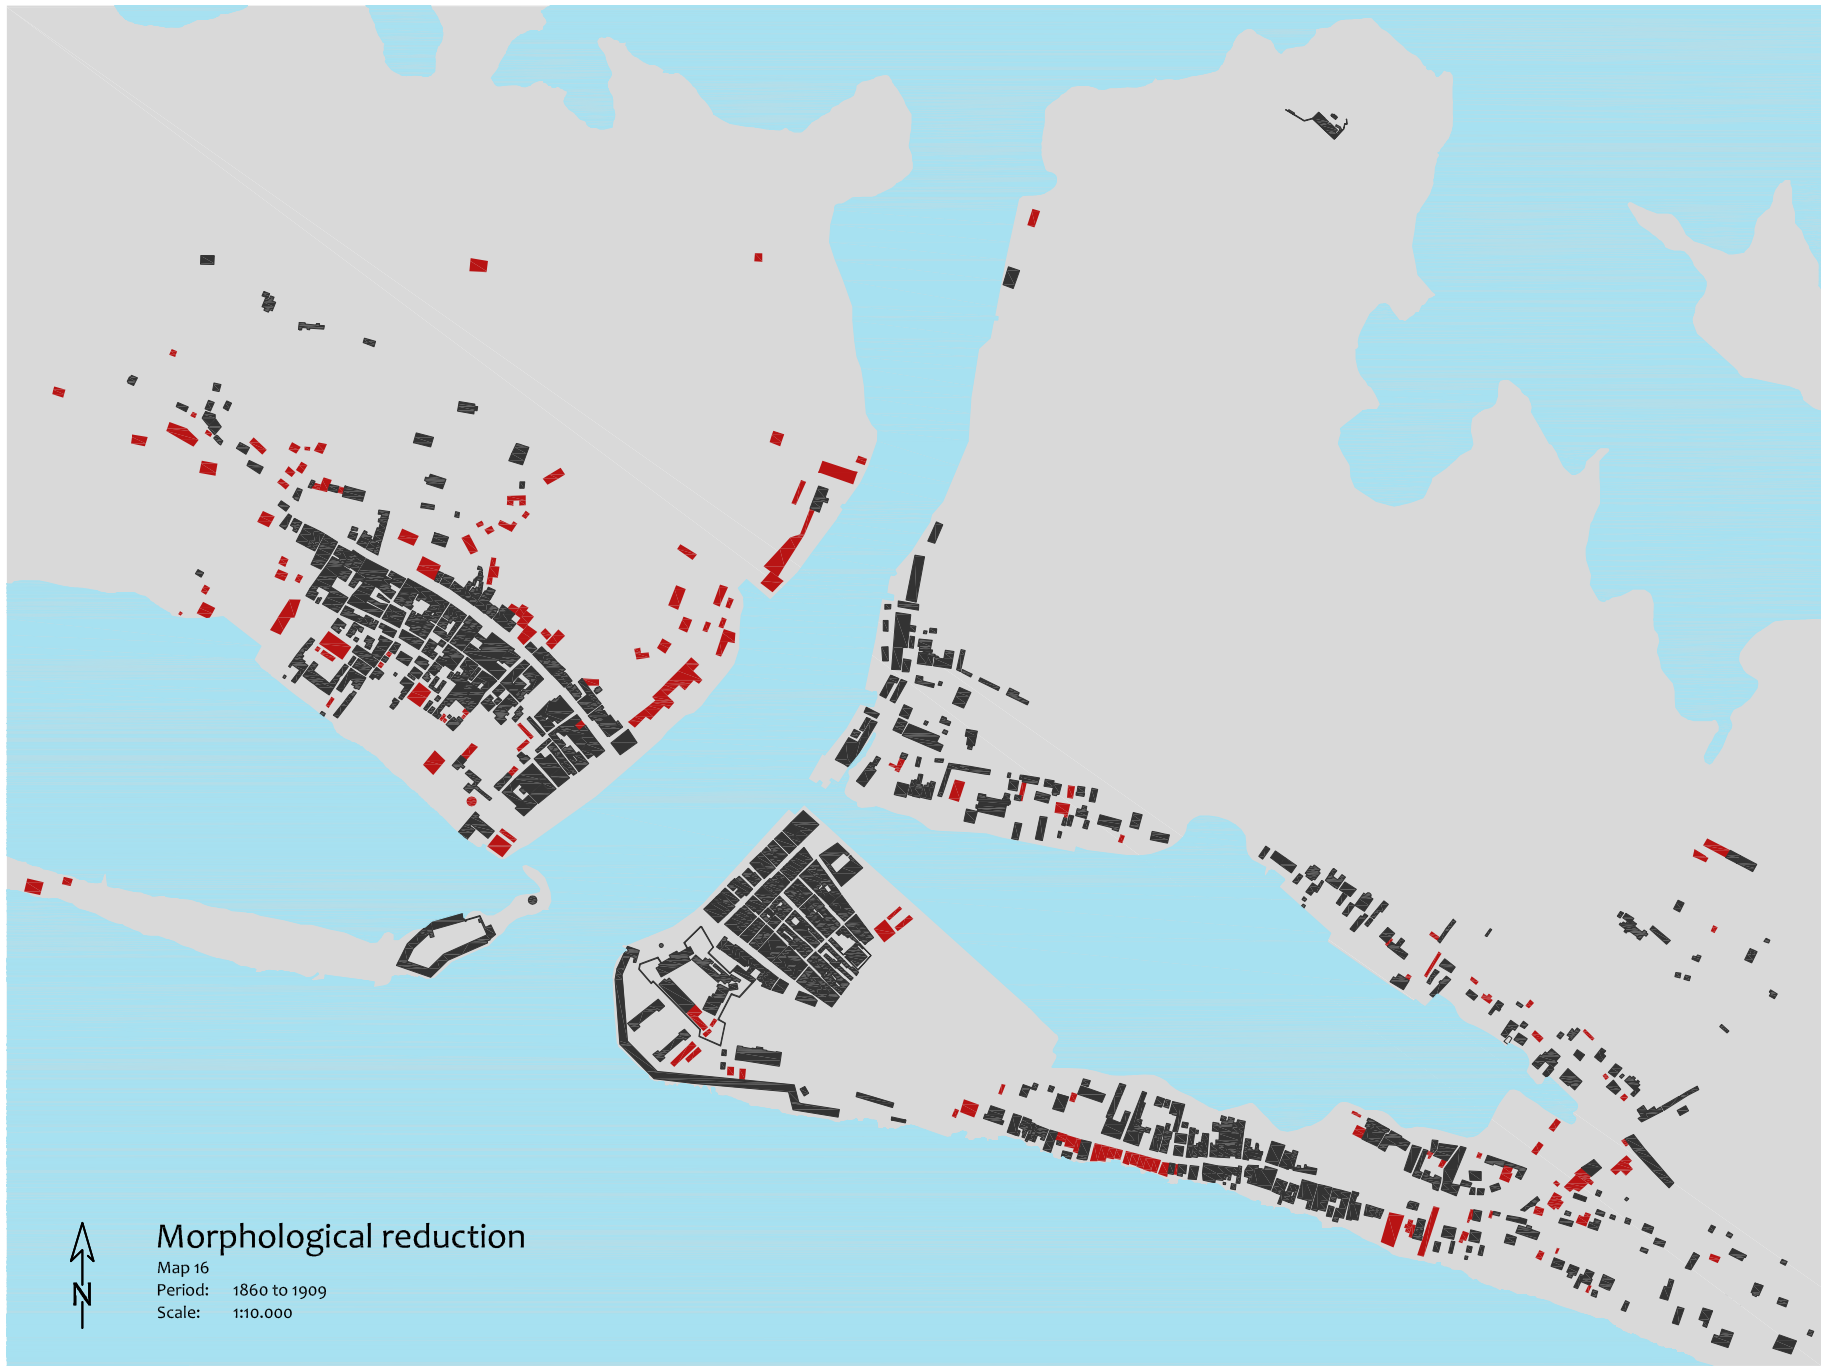 Morphological reduction
Map 16
Period: 1860 to 1909
Scale: 1:10.000
N